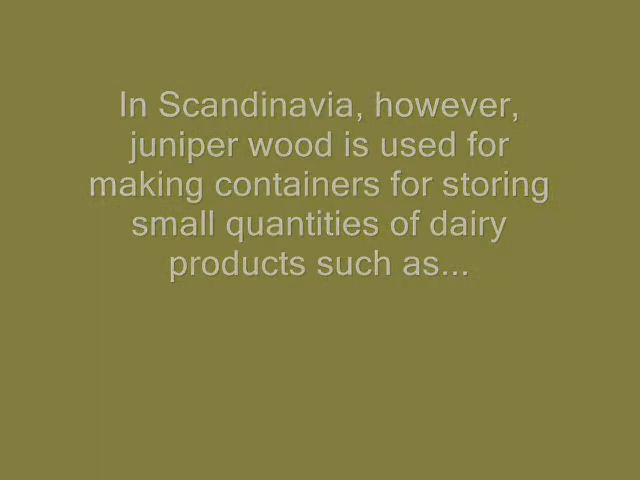 In Scandinavia, however,
juniper wood is used for
making containers for storing
small quantities of dairy
products such as...